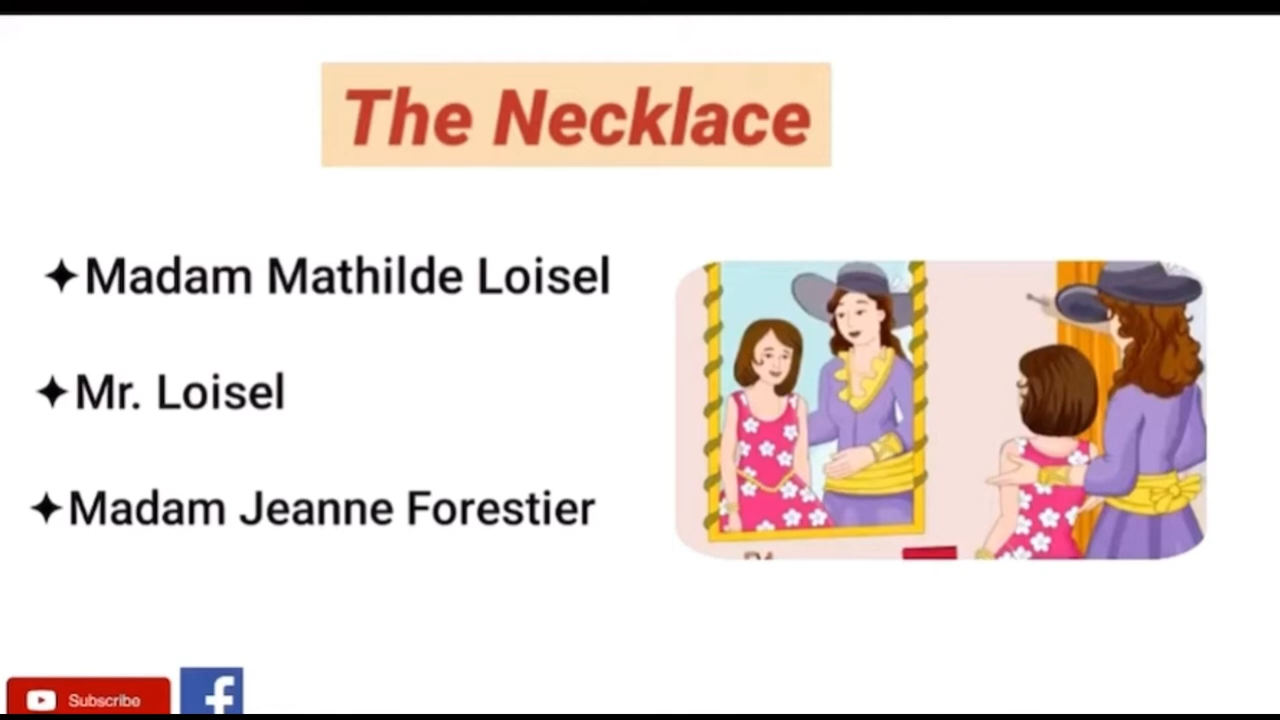 The Necklace
✦Madam Mathilde Loisel
✦Mr. Loisel
✦Madam Jeanne Forestier
Subscribe